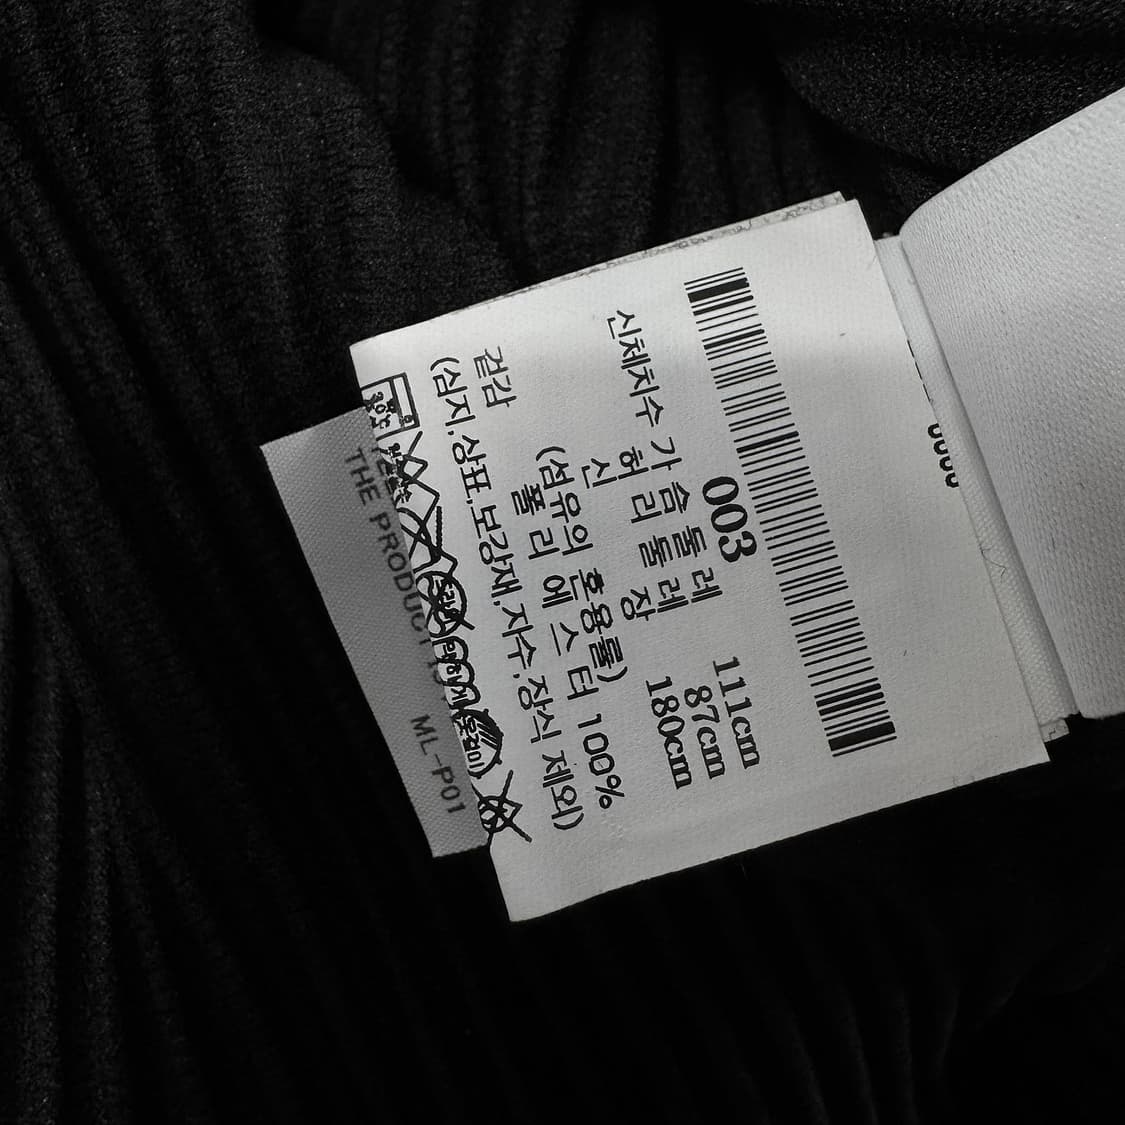 003
신체치수 가 슴 둘 레 111cm
허 리 둘 레 87cm
신 장 180cm
(섬유의 혼용률)
겉감 폴 리 에 스 터 100%
(심지,상표,보강재,자수,장식 제외)
THE PRODUCT
ML-P01